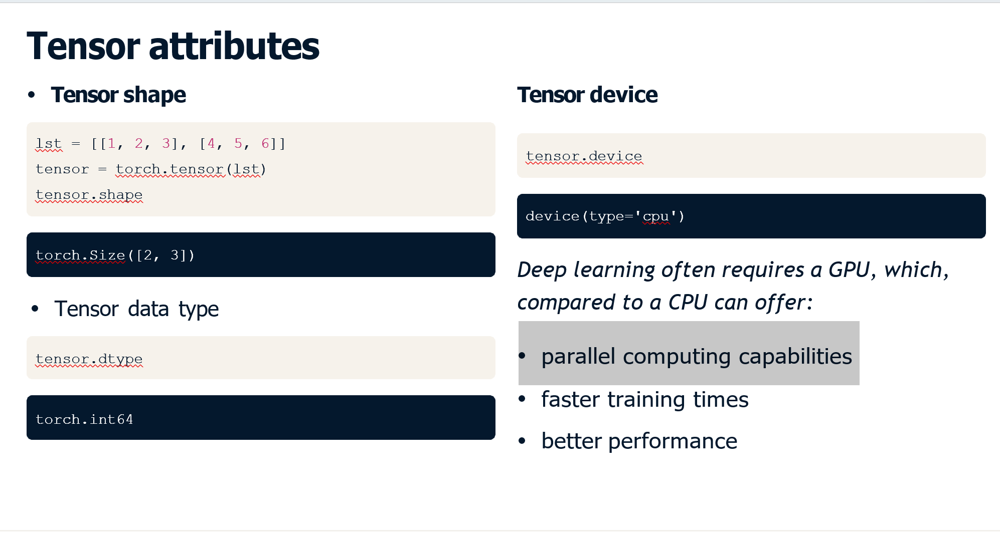 Tensor attributes
• Tensor shape
lst = [[1, 2, 3], [4, 5, 6]]
tensor = torch.tensor(lst)
tensor.shape
torch.Size([2, 3])
• Tensor data type
tensor.dtype
torch.int64
Tensor device
tensor.device
device(type='cpu')
Deep learning often requires a GPU, which,
compared to a CPU can offer:
• parallel computing capabilities
• faster training times
• better performance